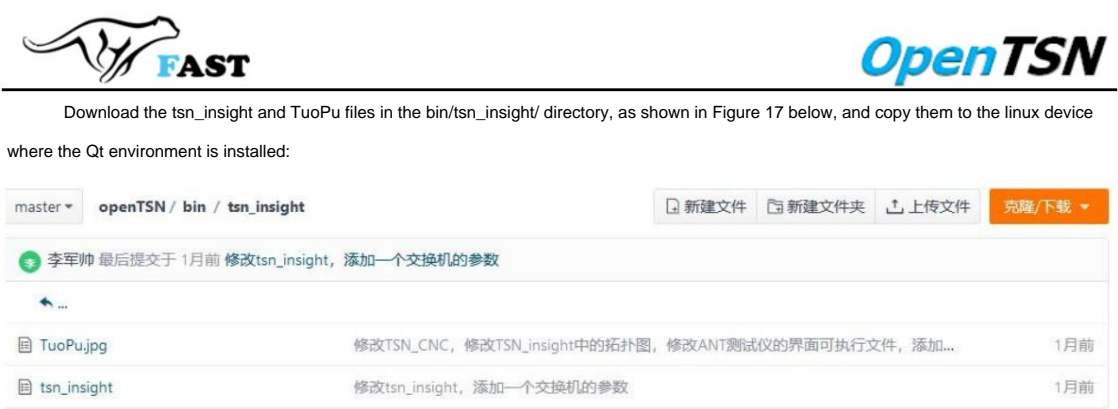 FAST
OpenTSN
Download the tsn_insight and TuoPu files in the bin/tsn_insight/ directory, as shown in Figure 17 below, and copy them to the linux device
where the Qt environment is installed:
master openTSN / bin / tsn_insight 新建文件 新建文件夹 上传文件 克隆/下载
李 李军帅 最后提交于 1月前 修改tsn_insight，添加一个交换机的参数
...
TuoPu.jpg 修改TSN_CNC，修改TSN_insight中的拓扑图，修改ANT测试仪的界面可执行文件，添加... 1月前
tsn_insight 修改tsn_insight，添加一个交换机的参数 1月前